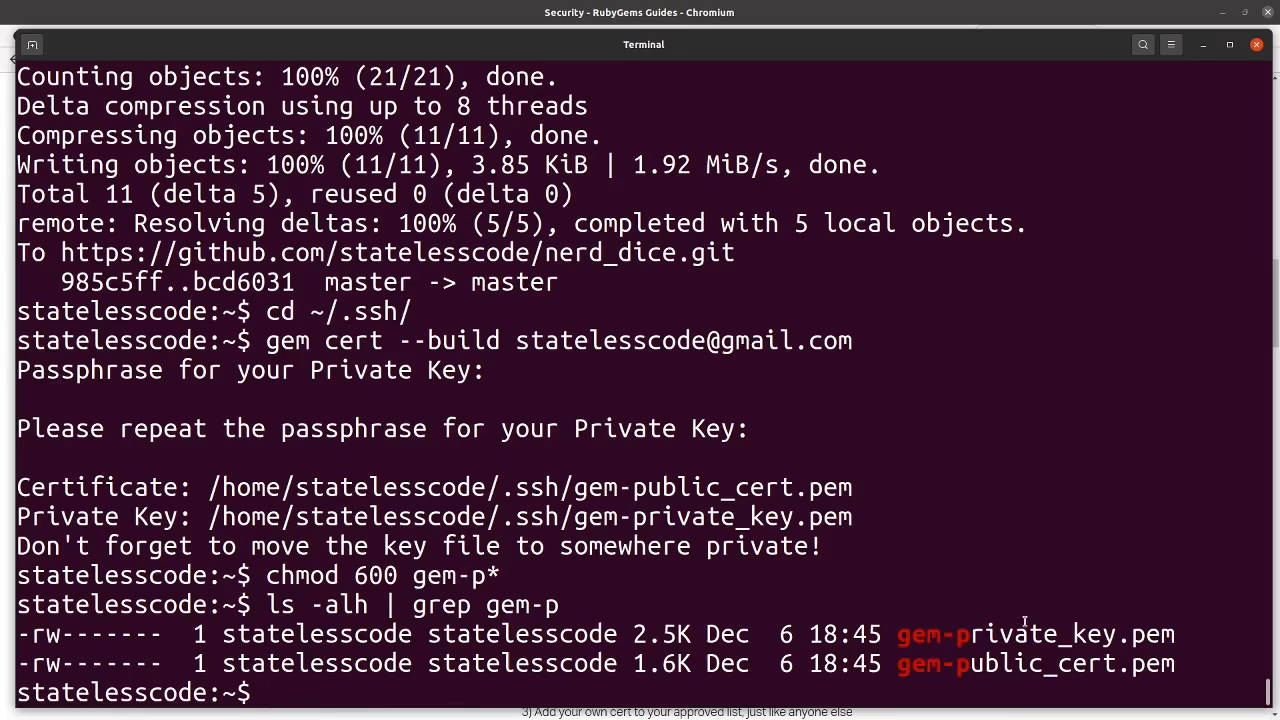 Security - RubyGems Guides - Chromium
Terminal
Counting objects: 100% (21/21), done.
Delta compression using up to 8 threads
Compressing objects: 100% (11/11), done.
Writing objects: 100% (11/11), 3.85 KiB | 1.92 MiB/s, done.
Total 11 (delta 5), reused 0 (delta 0)
remote: Resolving deltas: 100% (5/5), completed with 5 local objects.
To https://github.com/statelesscode/nerd_dice.git
985c5ff..bcd6031  master -> master
statelesscode:~$ cd ~/.ssh/
statelesscode:~$ gem cert --build statelesscode@gmail.com
Passphrase for your Private Key:
Please repeat the passphrase for your Private Key:
Certificate: /home/statelesscode/.ssh/gem-public_cert.pem
Private Key: /home/statelesscode/.ssh/gem-private_key.pem
Don't forget to move the key file to somewhere private!
statelesscode:~$ chmod 600 gem-p*
statelesscode:~$ ls -alh | grep gem-p
-rw-------  1 statelesscode statelesscode 2.5K Dec  6 18:45 gem-private_key.pem
-rw-------  1 statelesscode statelesscode 1.6K Dec  6 18:45 gem-public_cert.pem
statelesscode:~$
3) Add your own cert to your approved list, just like anyone else